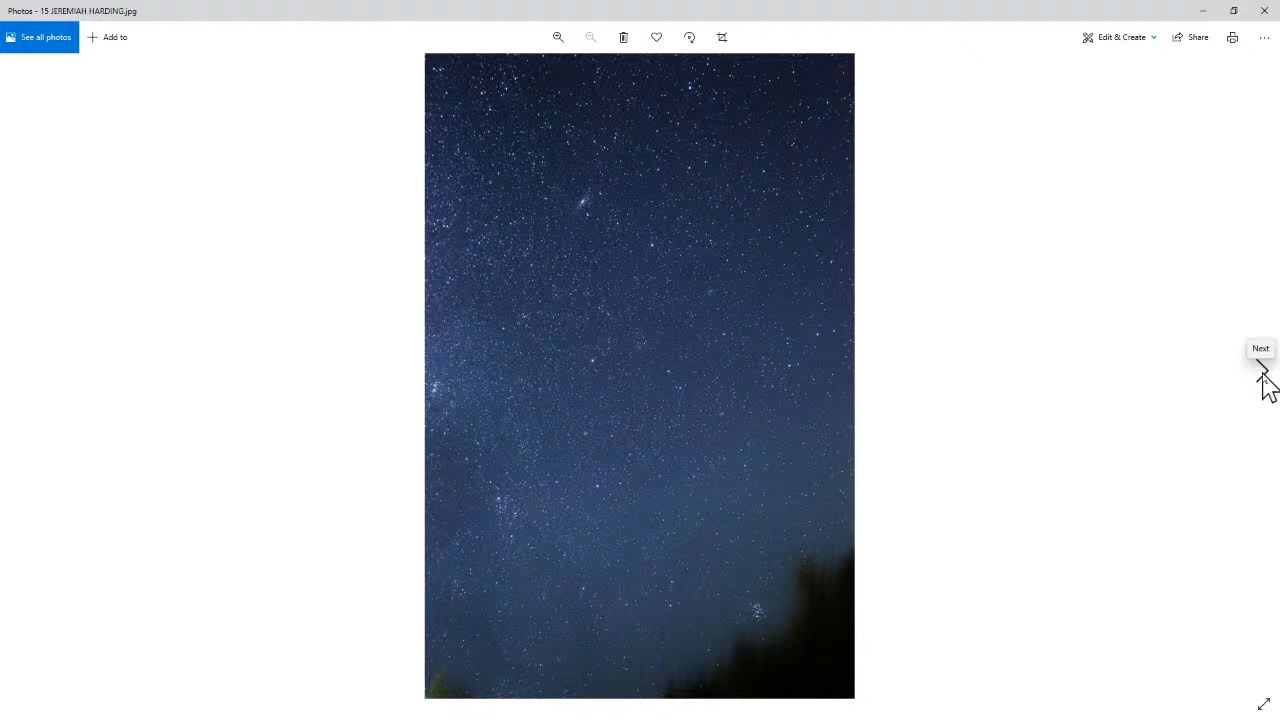 Photos - 15 JEREMIAH HARDING.jpg
See all photos
Add to
Edit & Create
Share
Next